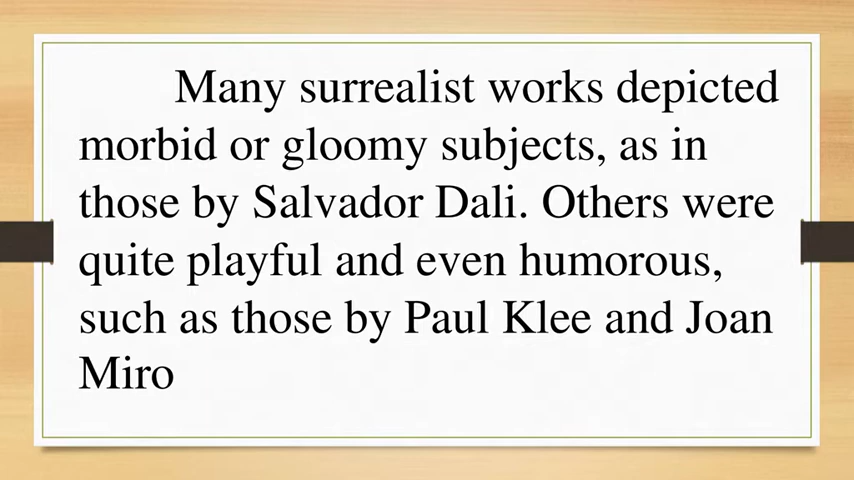 Many surrealist works depicted
morbid or gloomy subjects, as in
those by Salvador Dali. Others were
quite playful and even humorous,
such as those by Paul Klee and Joan
Miro